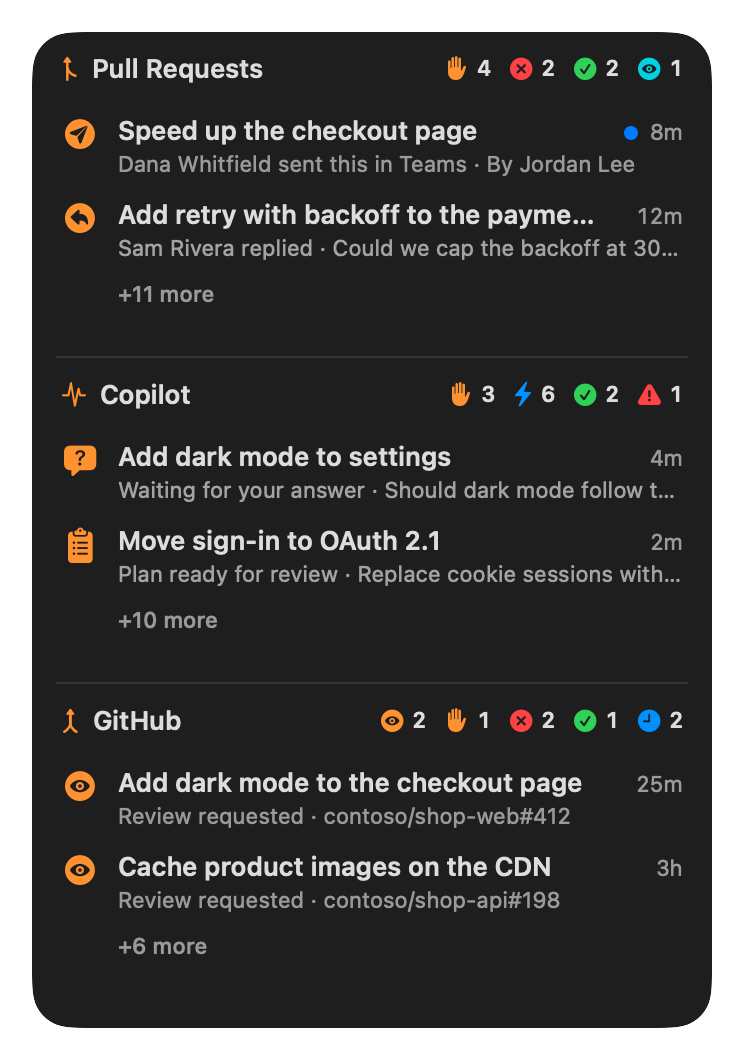 Pull Requests 4 2 2 1
Speed up the checkout page 8m
Dana Whitfield sent this in Teams · By Jordan Lee
Add retry with backoff to the payme... 12m
Sam Rivera replied · Could we cap the backoff at 30...
+11 more
Copilot 3 6 2 1
Add dark mode to settings 4m
Waiting for your answer · Should dark mode follow t...
Move sign-in to OAuth 2.1 2m
Plan ready for review · Replace cookie sessions with...
+10 more
GitHub 2 1 2 1 2
Add dark mode to the checkout page 25m
Review requested · contoso/shop-web#412
Cache product images on the CDN 3h
Review requested · contoso/shop-api#198
+6 more